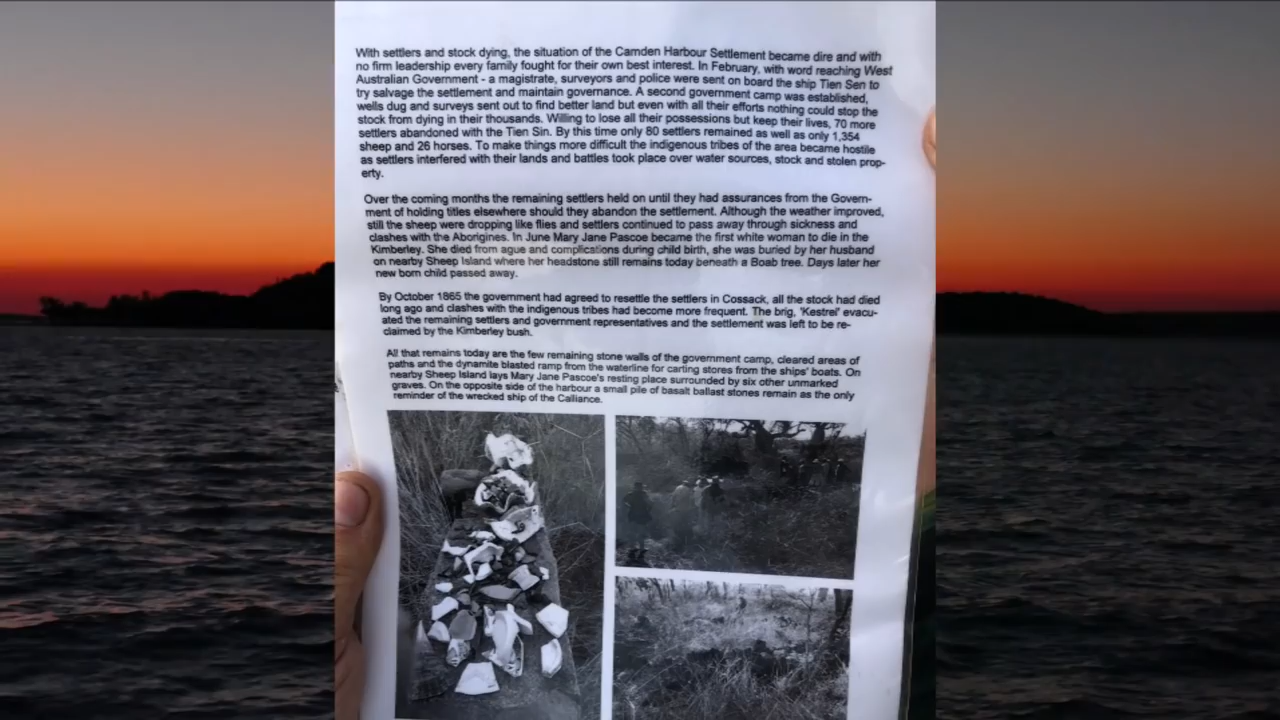 With settlers and stock dying, the situation of the Camden Harbour Settlement became dire and with
no firm leadership every family fought for their own best interest. In February, with word reaching West
Australian Government - a magistrate, surveyors and police were sent on board the ship Tien Sen to
try salvage the settlement and maintain governance. A second government camp was established,
wells dug and surveys sent out to find better land but even with all their efforts nothing could stop the
stock from dying in their thousands. Willing to lose all their possessions but keep their lives, 70 more
settlers abandoned with the Tien Sin. By this time only 80 settlers remained as well as only 1,354
sheep and 26 horses. To make things more difficult the indigenous tribes of the area became hostile
as settlers interfered with their lands and battles took place over water sources, stock and stolen prop-
erty.
Over the coming months the remaining settlers held on until they had assurances from the Govern-
ment of holding titles elsewhere should they abandon the settlement. Although the weather improved,
still the sheep were dropping like flies and settlers continued to pass away through sickness and
clashes with the Aborigines. In June Mary Jane Pascoe became the first white woman to die in the
Kimberley. She died from ague and complications during child birth, she was buried by her husband
on nearby Sheep Island where her headstone still remains today beneath a Boab tree. Days later her
new born child passed away.
By October 1865 the government had agreed to resettle the settlers in Cossack, all the stock had died
long ago and clashes with the indigenous tribes had become more frequent. The brig, 'Kestrel' evacu-
ated the remaining settlers and government representatives and the settlement was left to be re-
claimed by the Kimberley bush.
All that remains today are the few remaining stone walls of the government camp, cleared areas of
paths and the dynamite blasted ramp from the waterline for carting stores from the ships' boats. On
nearby Sheep Island lays Mary Jane Pascoe's resting place surrounded by six other unmarked
graves. On the opposite side of the harbour a small pile of basalt ballast stones remain as the only
reminder of the wrecked ship of the Calliance.